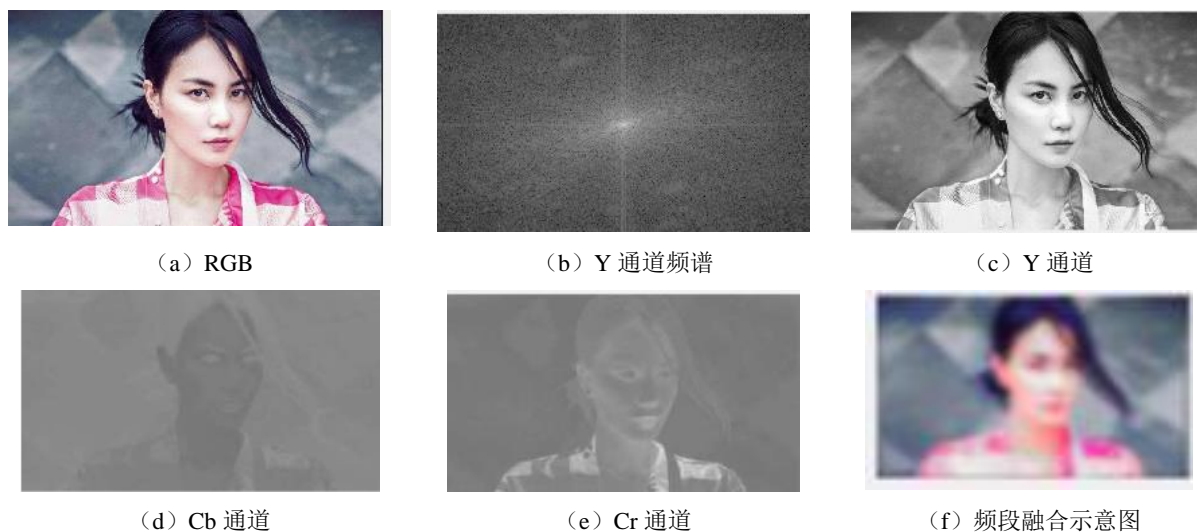 （a）RGB
（b）Y 通道频谱
（c）Y 通道
（d）Cb 通道
（e）Cr 通道
（f）频段融合示意图